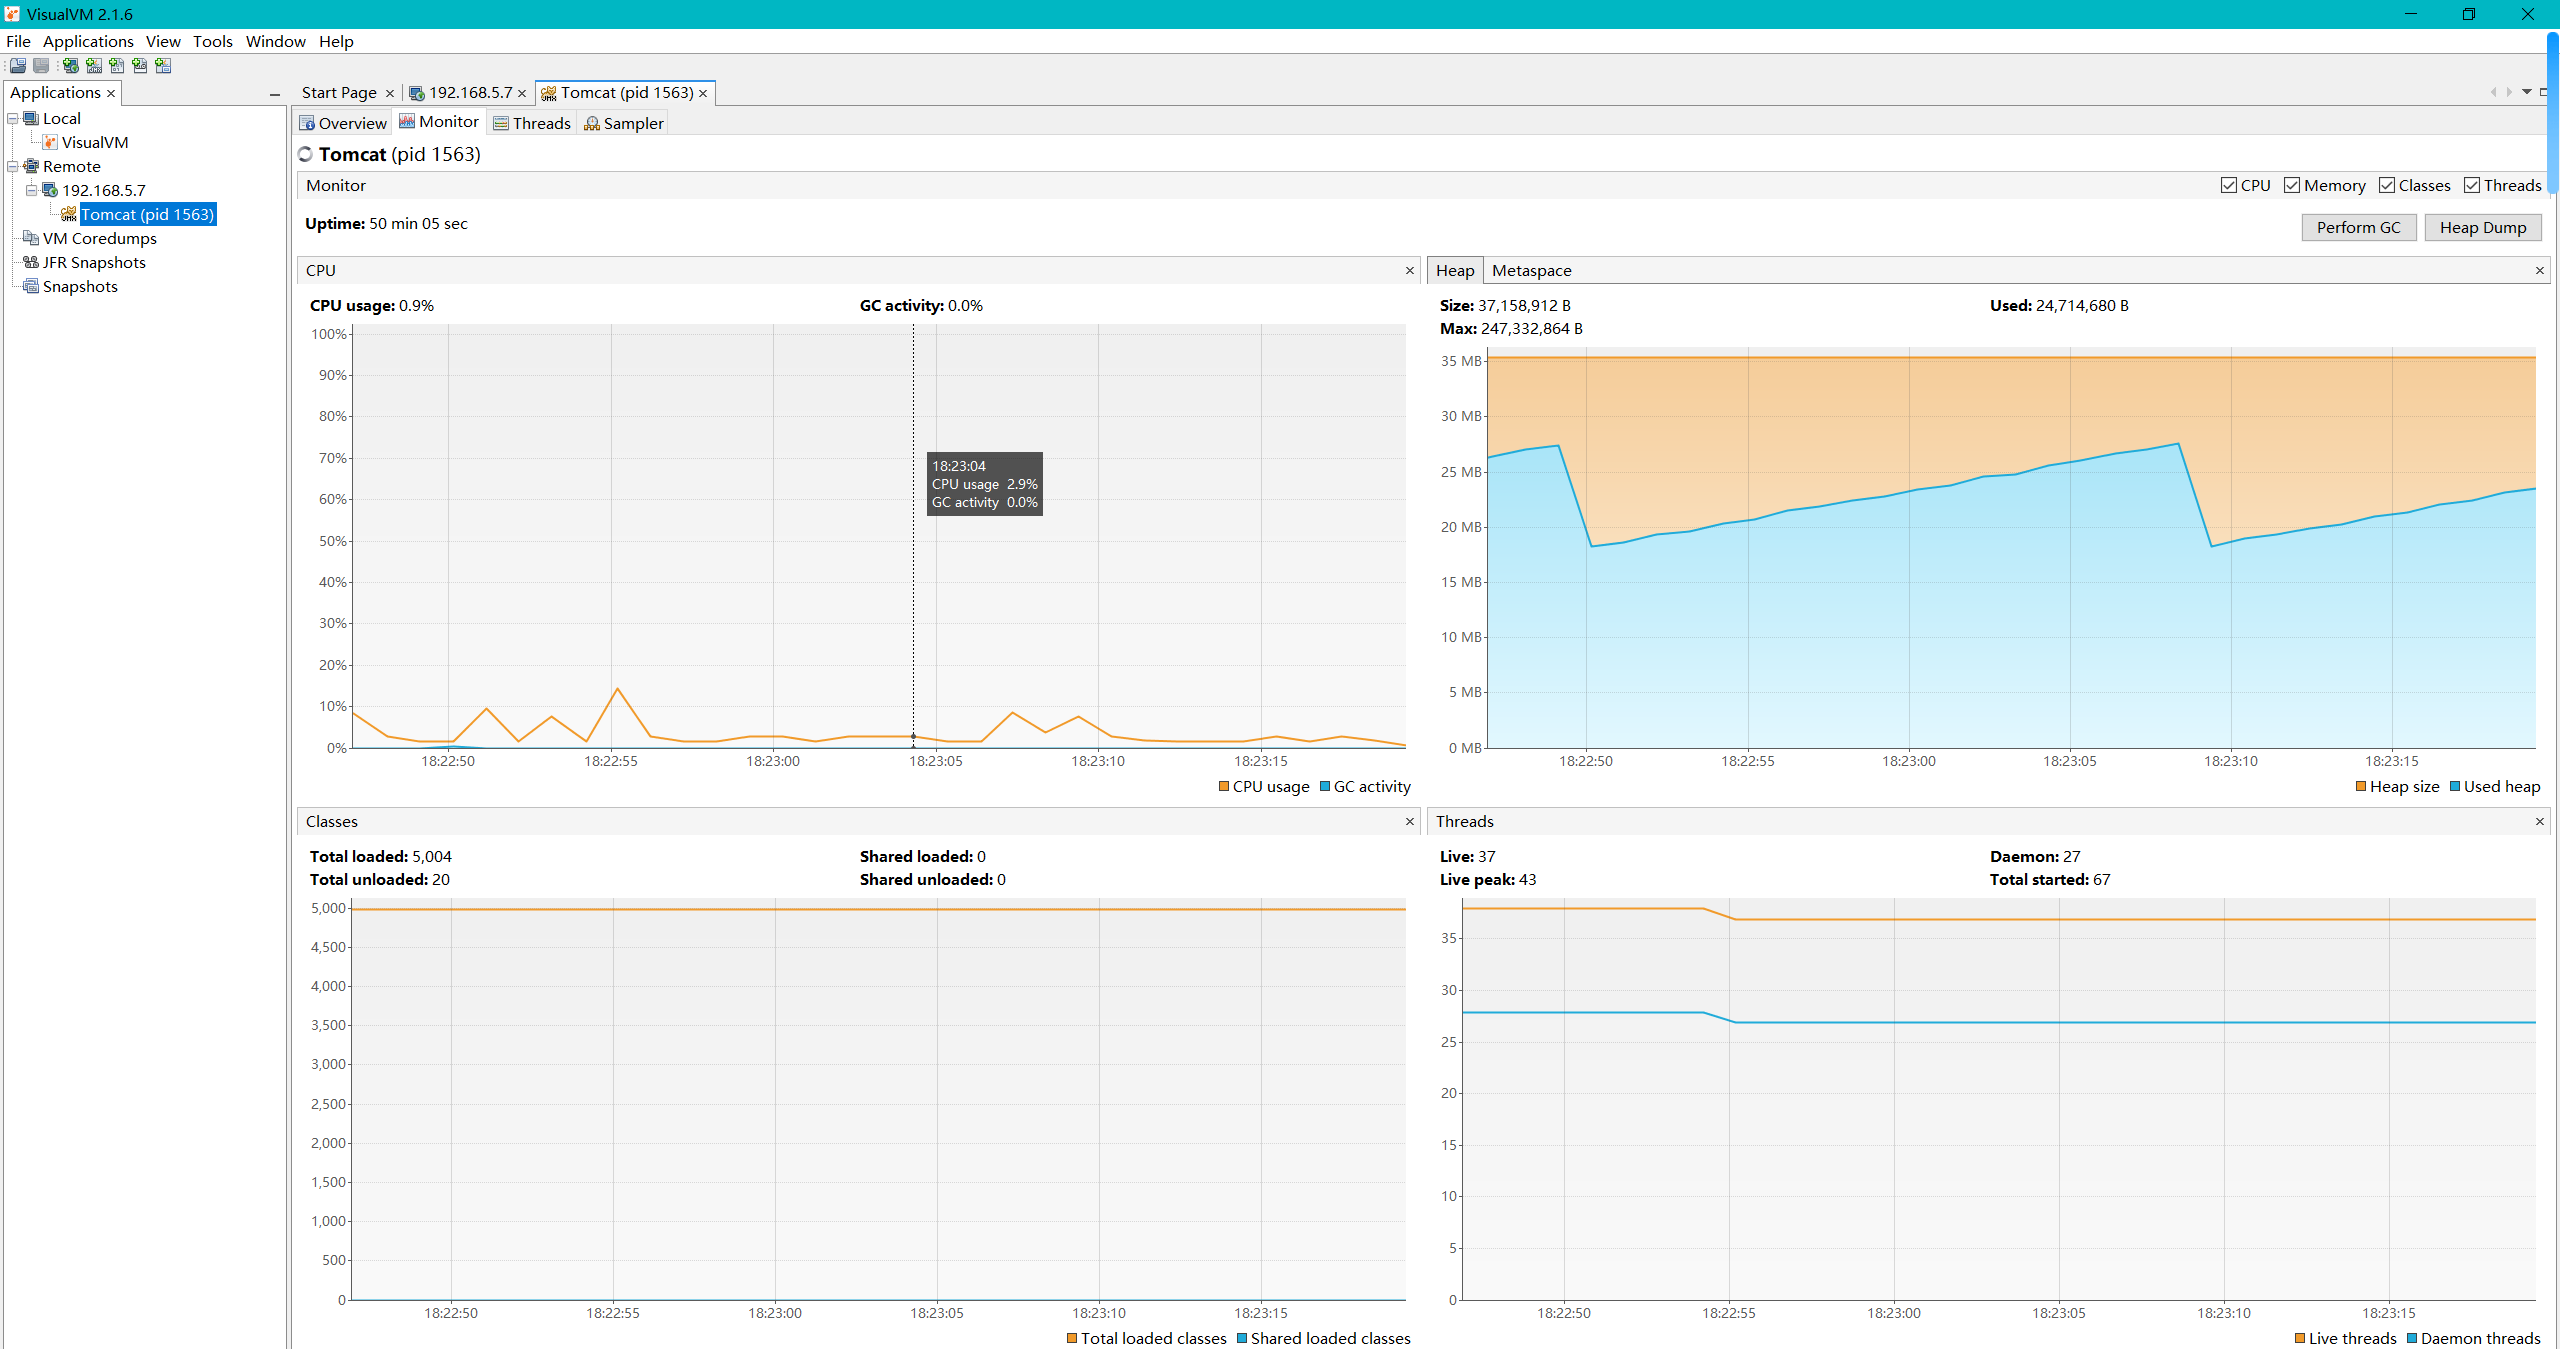 VisualVM 2.1.6
File Applications View Tools Window Help
Applications
Local
VisualVM
Remote
192.168.5.7
Tomcat (pid 1563)
VM Coredumps
JFR Snapshots
Snapshots
Start Page 192.168.5.7 Tomcat (pid 1563)
Overview Monitor Threads Sampler
Tomcat (pid 1563)
Monitor CPU Memory Classes Threads
Uptime: 50 min 05 sec Perform GC Heap Dump
CPU
CPU usage: 0.9% GC activity: 0.0%
100%
90%
80%
70%
60%
50%
40%
30%
20%
10%
0%
18:23:04
CPU usage 2.9%
GC activity 0.0%
18:22:50 18:22:55 18:23:00 18:23:05 18:23:10 18:23:15
CPU usage GC activity
Heap Metaspace
Size: 37,158,912 B Used: 24,714,680 B
Max: 247,332,864 B
35 MB
30 MB
25 MB
20 MB
15 MB
10 MB
5 MB
0 MB
18:22:50 18:22:55 18:23:00 18:23:05 18:23:10 18:23:15
Heap size Used heap
Classes
Total loaded: 5,004 Shared loaded: 0
Total unloaded: 20 Shared unloaded: 0
5,000
4,500
4,000
3,500
3,000
2,500
2,000
1,500
1,000
500
0
18:22:50 18:22:55 18:23:00 18:23:05 18:23:10 18:23:15
Total loaded classes Shared loaded classes
Threads
Live: 37 Daemon: 27
Live peak: 43 Total started: 67
35
30
25
20
15
10
5
0
18:22:50 18:22:55 18:23:00 18:23:05 18:23:10 18:23:15
Live threads Daemon threads